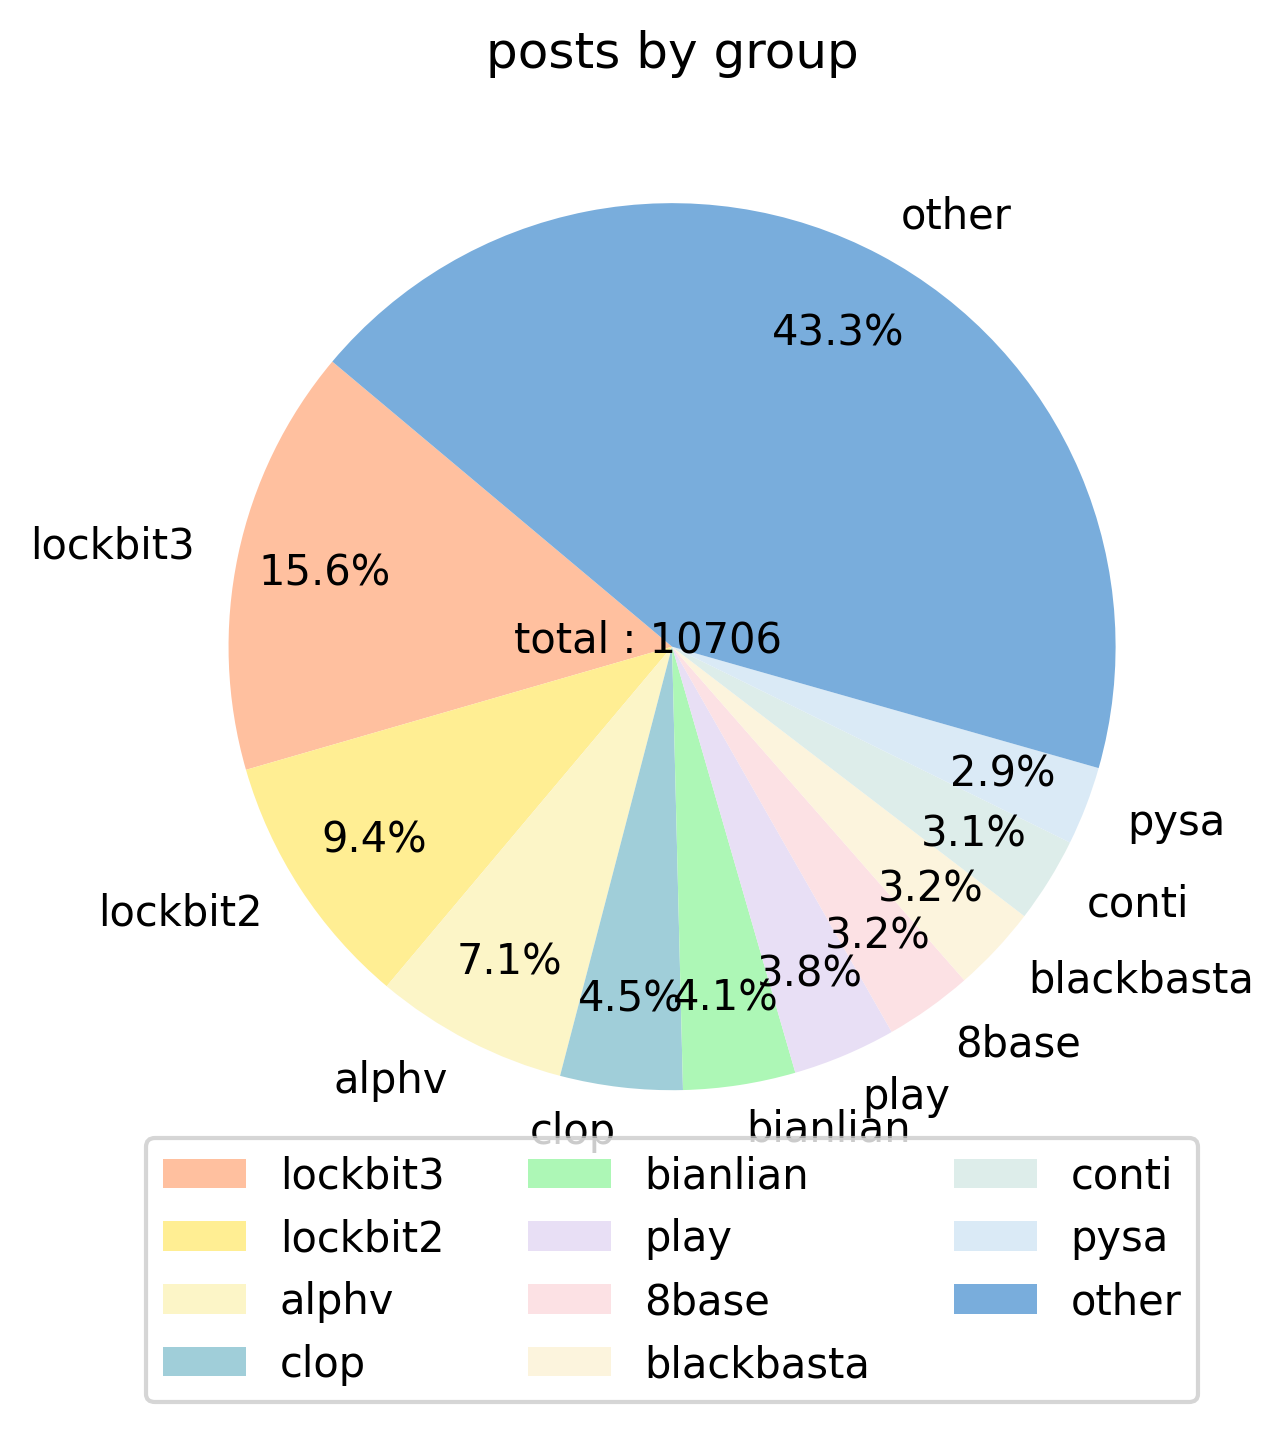 posts by group
other
43.3%
lockbit3
15.6%
total : 10706
2.9%
pysa
3.1%
9.4%
3.2%
conti
lockbit2
3.2%
7.1%
3.8%
blackbasta
4.5%
4.1%
8base
alphv
play
clop
bianlian
lockbit3
lockbit2
alphv
clop
bianlian
play
8base
blackbasta
conti
pysa
other